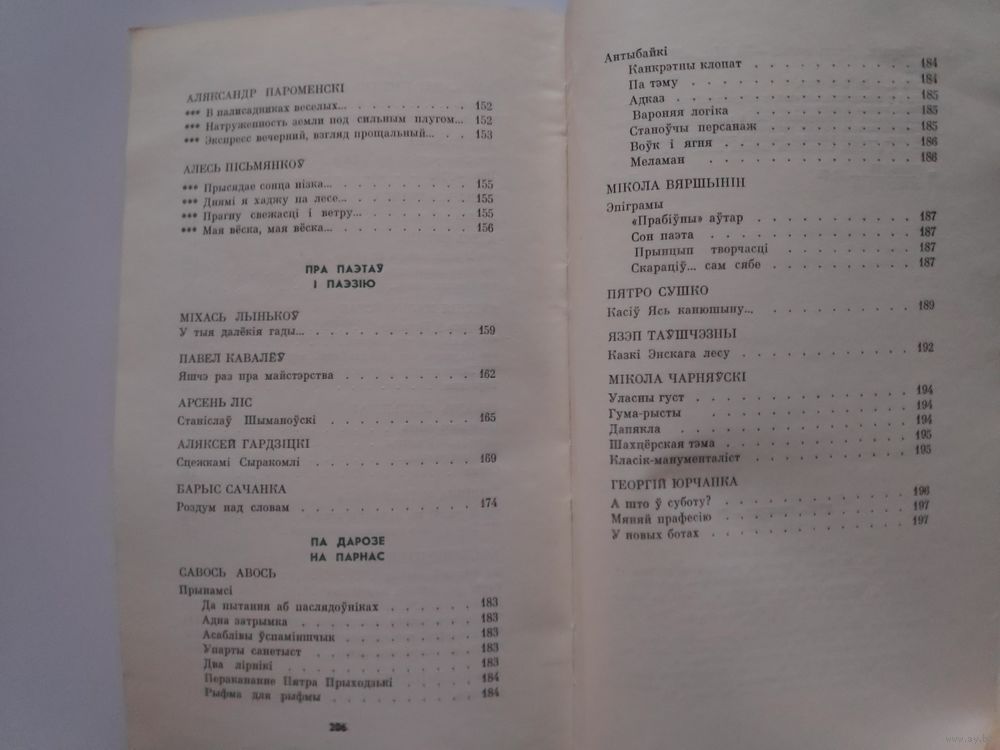 АЛЯКСАНДР ПАРОМЕНСКІ
*** В палисадниках веселых... 152
*** Натруженность земли под сильным плугом... 152
*** Экспресс вечерний, взгляд прощальный... 153
АЛЕСЬ ПІСЬМЯНКОЎ
*** Прысядае сонца нізка... 155
*** Днямі я хаджу па лесе... 155
*** Прагну свежасці і ветру... 155
*** Мая вёска, мая вёска... 156
ПРА ПАЭТАЎ
І ПАЭЗІЮ
МІХАСЬ ЛЫНЬКОЎ
У тыя далёкія гады... 159
ПАВЕЛ КАВАЛЁЎ
Яшчэ раз пра майстэрства 162
АРСЕНЬ ЛІС
Станіслаў Шыманоўскі 165
АЛЯКСЕЙ ГАРДЗІЦКІ
Сцежкамі Сыракомлі 169
БАРЫС САЧАНКА
Роздум над словам 174
ПА ДАРОЗЕ
НА ПАРНАС
САВОСЬ АВОСЬ
Прынамсі
Да пытання аб паслядоўніках 183
Адна затрымка 183
Асаблівы ўспаміншчык 183
Упарты санетыст 183
Два лірнікі 183
Перакананне Пятра Прыходзькі 184
Рыфма для рыфмы 184
206
Антыбайкі
Канкрэтны клопат 184
Па тэму 184
Адказ 185
Вароняя логіка 185
Станоўчы персанаж 185
Воўк і ягня 186
Меламан 186
МІКОЛА ВЯРШЫНІН
Эпіграмы
«Прабіўны» аўтар 187
Сон паэта 187
Прынцып творчасці 187
Скараціў... сам сябе 187
ПЯТРО СУШКО
Касіў Ясь канюшыну... 189
ЯЗЭП ТАЎШЧЭЗНЫ
Казкі Энскага лесу 192
МІКОЛА ЧАРНЯЎСКІ
Уласны густ 194
Гума-рысты 194
Дапякла 194
Шахцёрская тэма 195
Класік-манументаліст 195
ГЕОРГІЙ ЮРЧАНКА
А што ў суботу? 196
Мяняй прафесію 197
У новых ботах 197
www.ay.by